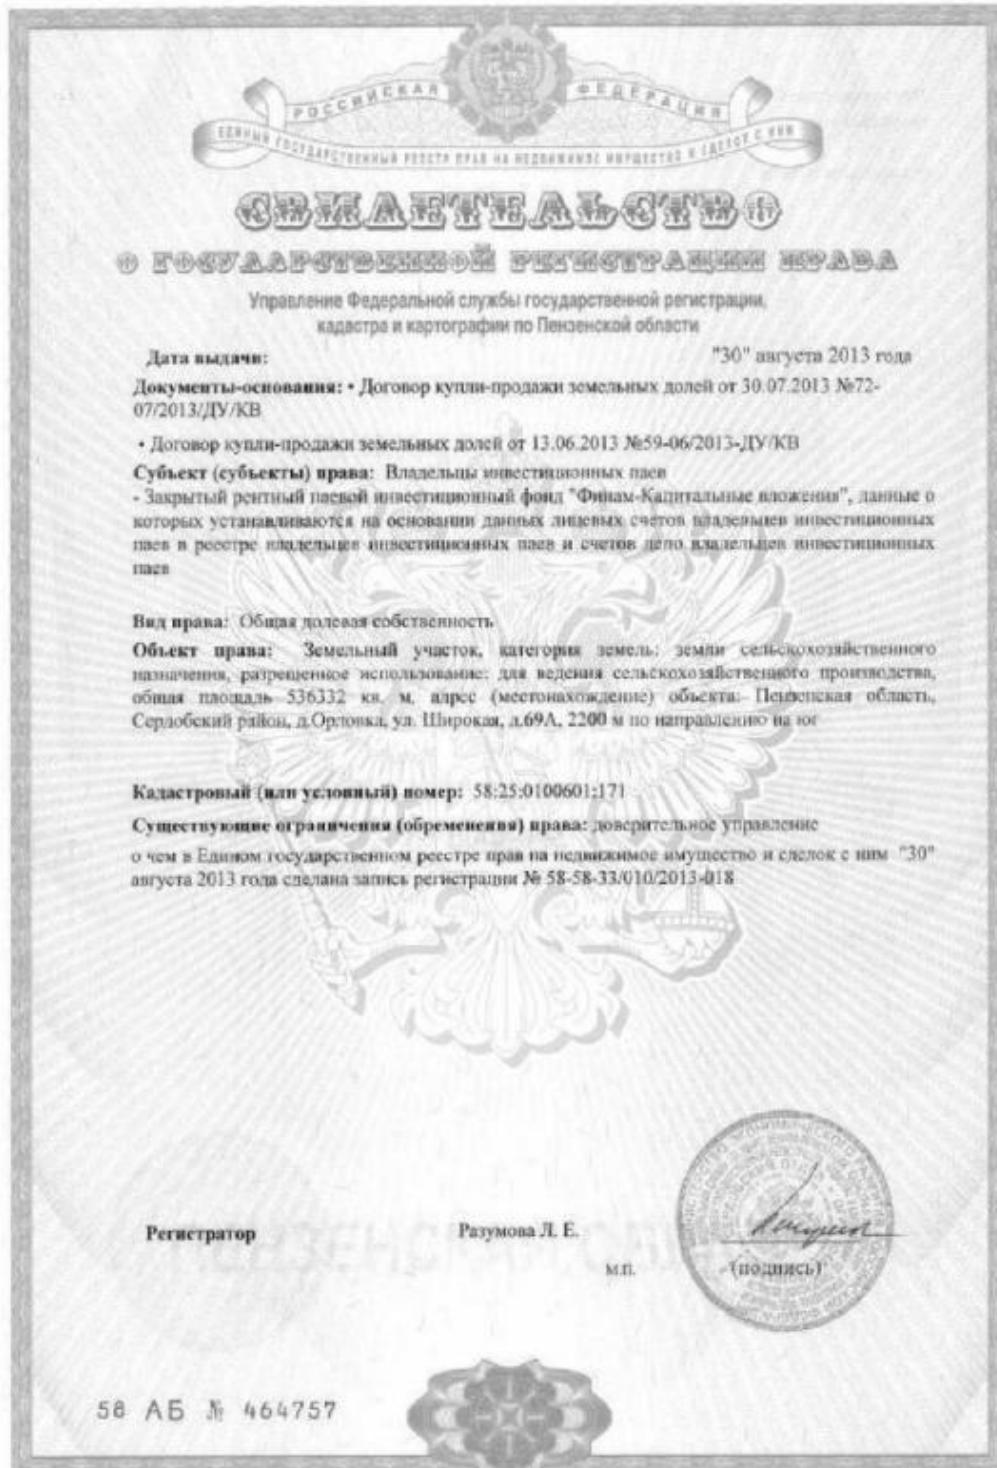 РОССИЙСКАЯ ФЕДЕРАЦИЯ
ЕДИНЫЙ ГОСУДАРСТВЕННЫЙ РЕЕСТР ПРАВ НА НЕДВИЖИМОЕ ИМУЩЕСТВО И СДЕЛОК С НИМ
СВИДЕТЕЛЬСТВО
О ГОСУДАРСТВЕННОЙ РЕГИСТРАЦИИ ПРАВА
Управление Федеральной службы государственной регистрации,
кадастра и картографии по Пензенской области
Дата выдачи: "30" августа 2013 года
Документы-основания: • Договор купли-продажи земельных долей от 30.07.2013 №72-
07/2013/ДУ/КВ
• Договор купли-продажи земельных долей от 13.06.2013 №59-06/2013-ДУ/КВ
Субъект (субъекты) права: Владельцы инвестиционных паев
- Закрытый рентный паевой инвестиционный фонд "Финам-Капитальные вложения", данные о
которых устанавливаются на основании данных лицевых счетов владельцев инвестиционных
паев в реестре владельцев инвестиционных паев и счетов депо владельцев инвестиционных
паев
Вид права: Общая долевая собственность
Объект права: Земельный участок, категория земель: земли сельскохозяйственного
назначения, разрешенное использование: для ведения сельскохозяйственного производства,
общая площадь 536332 кв. м, адрес (местонахождение) объекта: Пензенская область,
Сердобский район, д.Орловка, ул. Широкая, д.69А, 2200 м по направлению на юг
Кадастровый (или условный) номер: 58:25:0100601:171
Существующие ограничения (обременения) права: доверительное управление
о чем в Едином государственном реестре прав на недвижимое имущество и сделок с ним "30"
августа 2013 года сделана запись регистрации № 58-58-33/010/2013-018
Регистратор Разумова Л. Е.
м.п. (подпись)
58 АБ № 464757